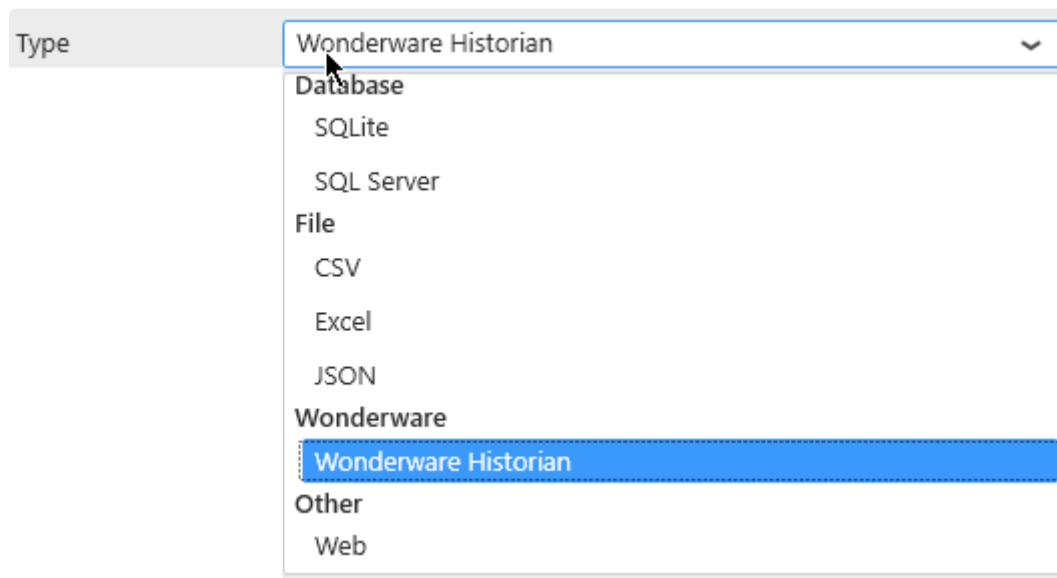 Type
Wonderware Historian
Database
SQLite
SQL Server
File
CSV
Excel
JSON
Wonderware
Wonderware Historian
Other
Web